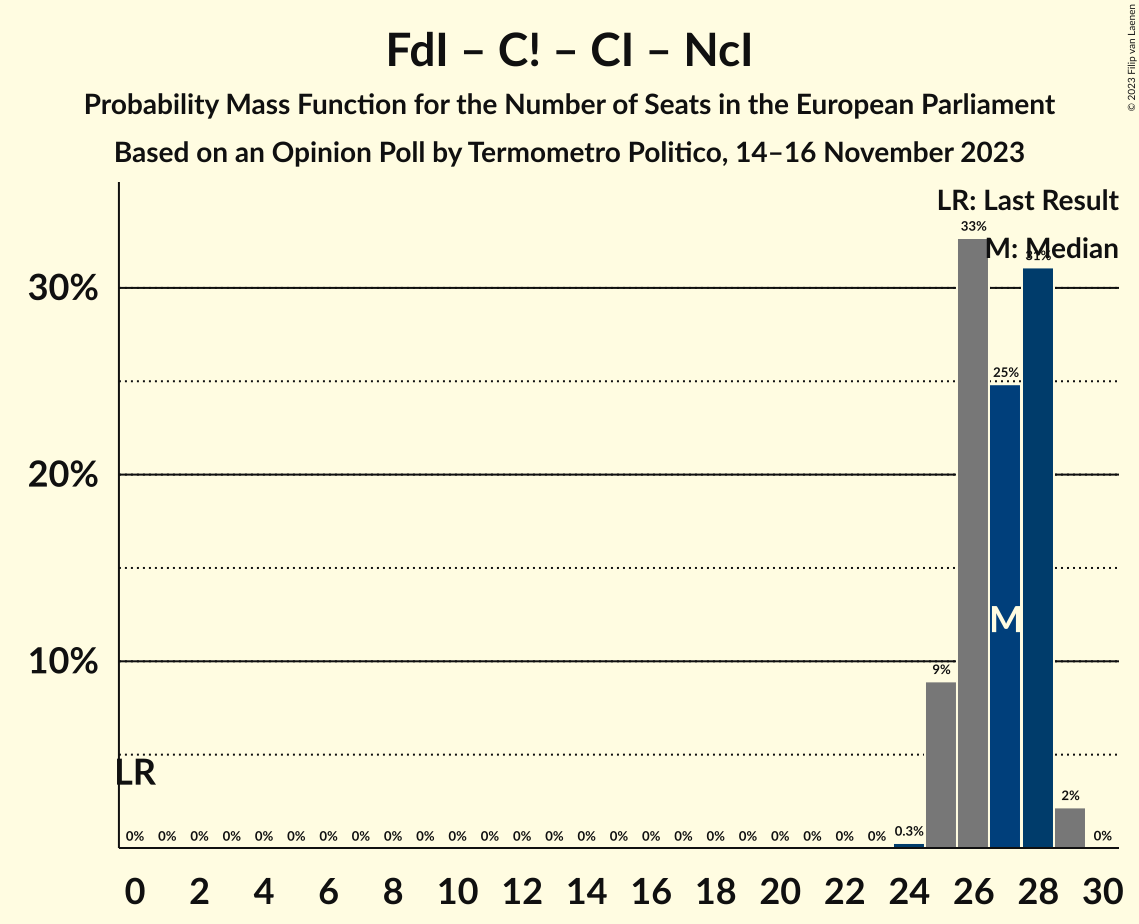 FdI – C! – CI – NcI
Probability Mass Function for the Number of Seats in the European Parliament
Based on an Opinion Poll by Termometro Politico, 14–16 November 2023
© 2023 Filip van Laenen
LR: Last Result
M: Median
33%
31%
30%
25%
20%
M
10%
9%
LR
2%
0% 0% 0% 0% 0% 0% 0% 0% 0% 0% 0% 0% 0% 0% 0% 0% 0% 0% 0% 0% 0% 0% 0% 0% 0.3% 0%
0 2 4 6 8 10 12 14 16 18 20 22 24 26 28 30